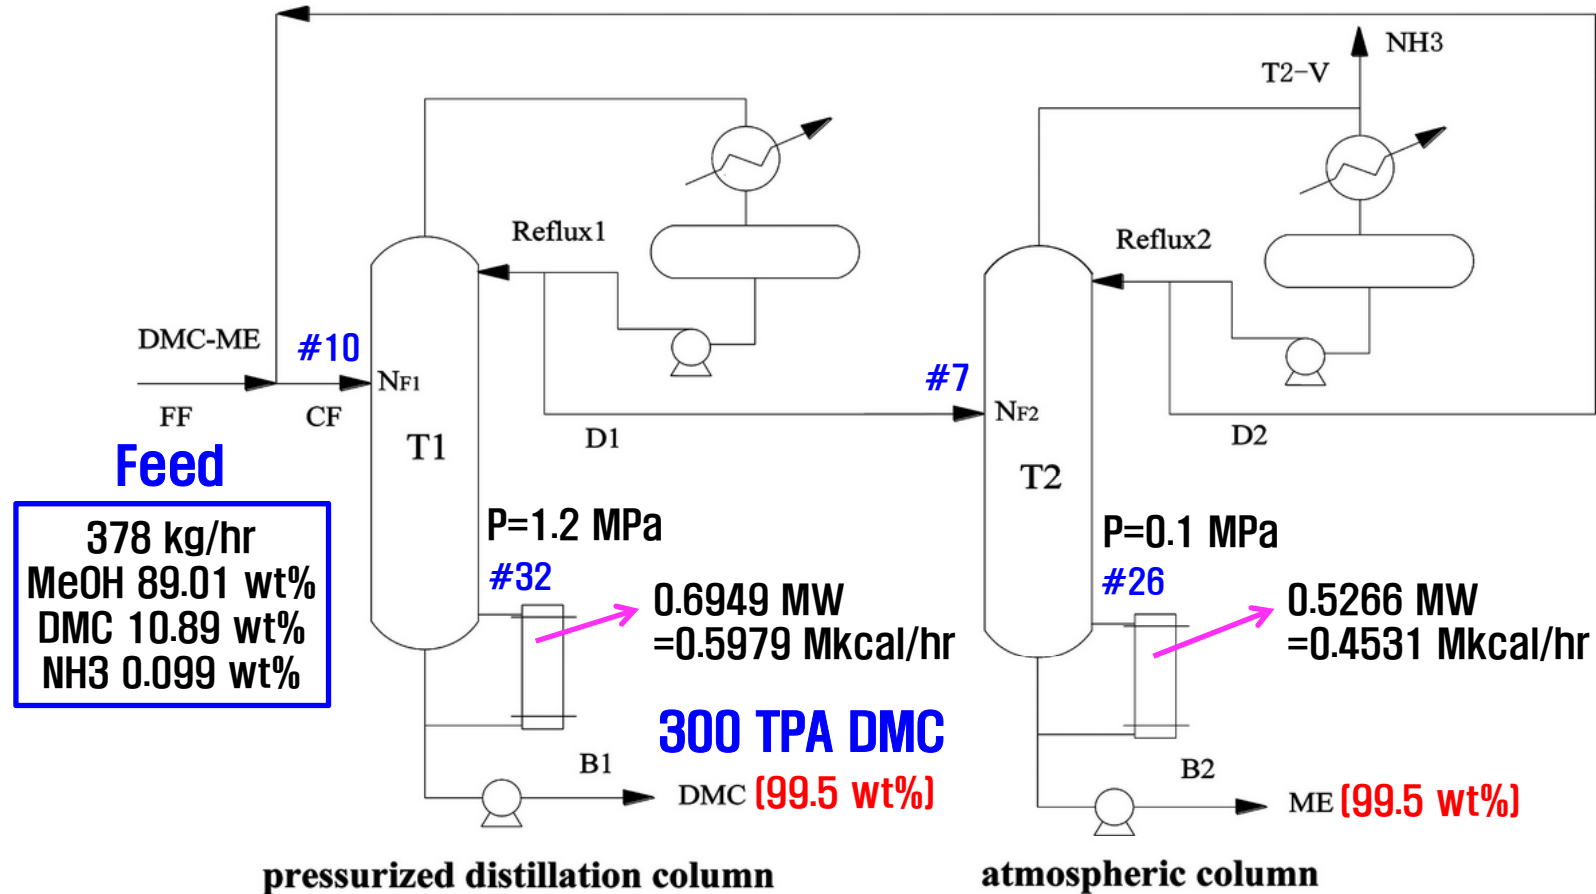 NH3
T2-V
Reflux1
Reflux2
DMC-ME
#10
NF1
FF
CF
T1
D1
#7
NF2
T2
D2
Feed
378 kg/hr
MeOH 89.01 wt%
DMC 10.89 wt%
NH3 0.099 wt%
P=1.2 MPa
#32
0.6949 MW
=0.5979 Mkcal/hr
P=0.1 MPa
#26
0.5266 MW
=0.4531 Mkcal/hr
300 TPA DMC
B1
DMC (99.5 wt%)
B2
ME (99.5 wt%)
pressurized distillation column
atmospheric column